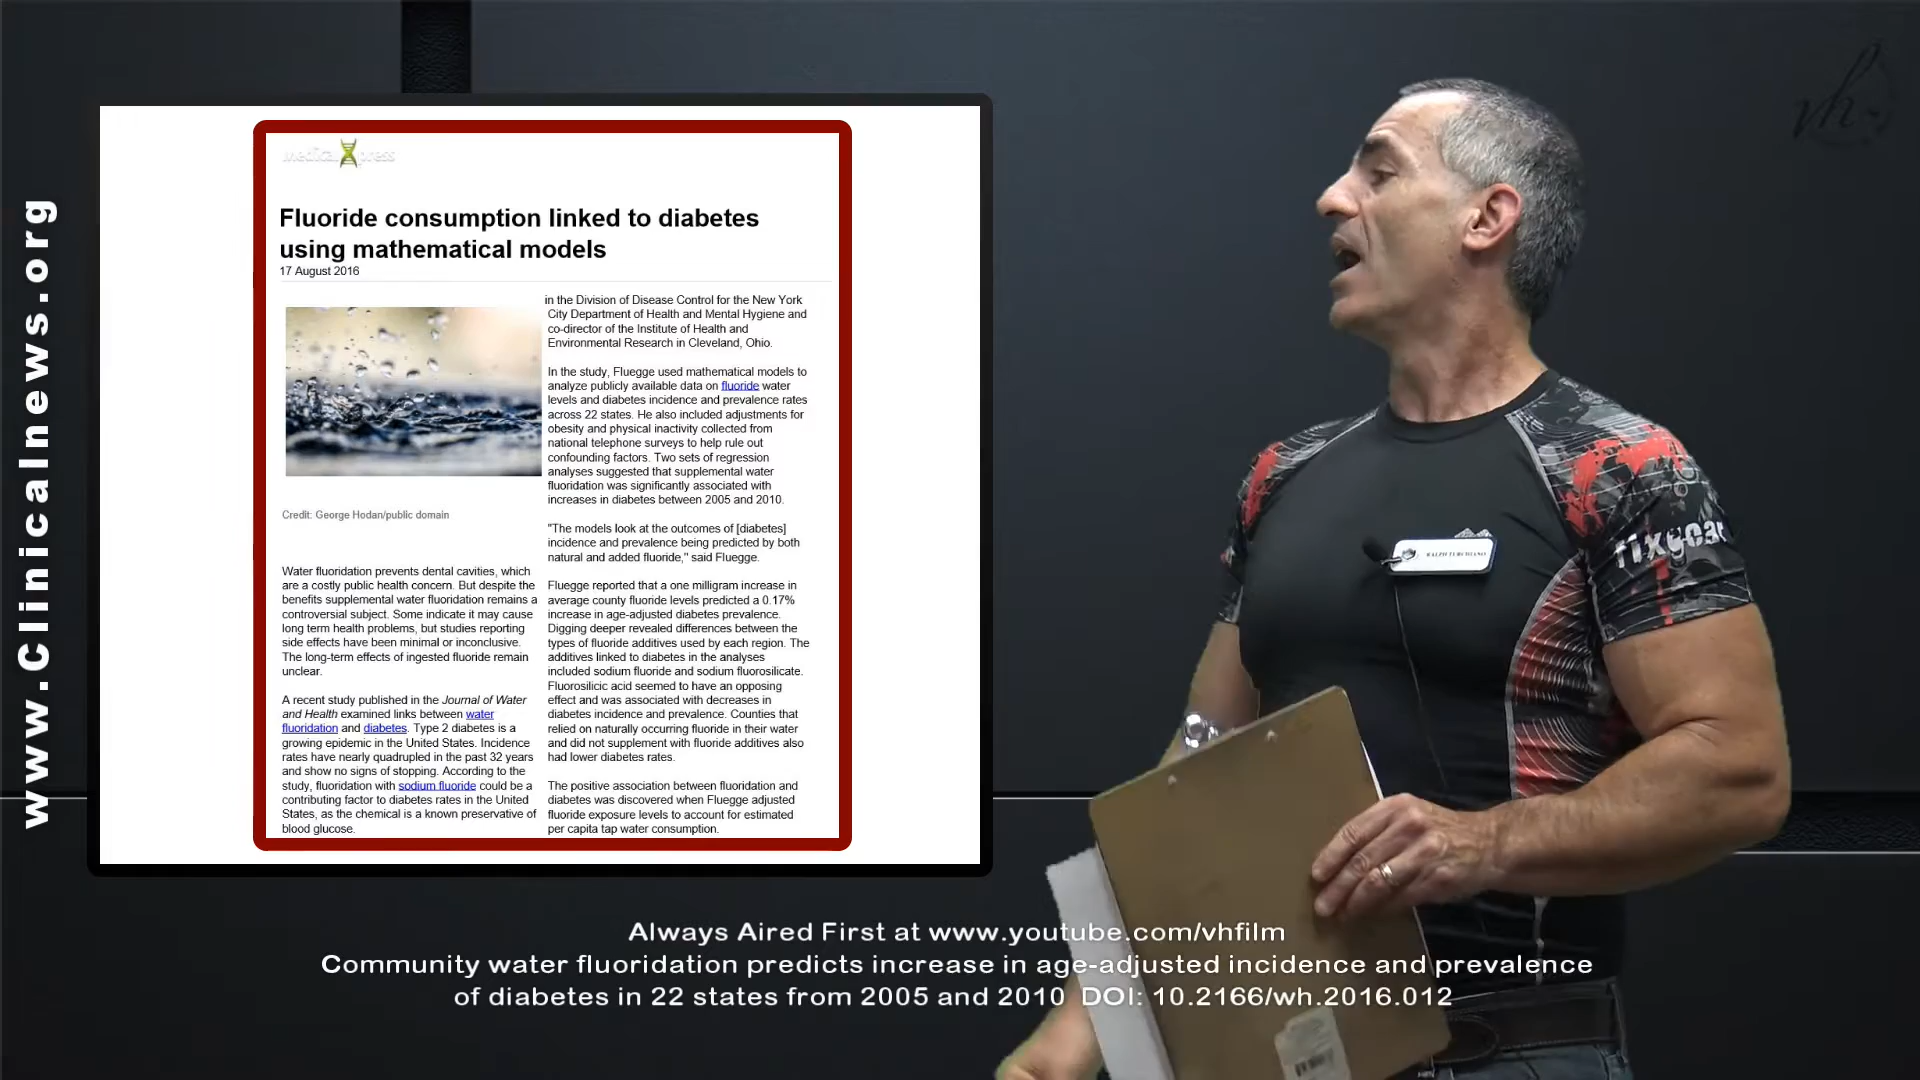 www.Clinicalnews.org
medical Xpress
Fluoride consumption linked to diabetes
using mathematical models
17 August 2016
Credit: George Hodan/public domain
Water fluoridation prevents dental cavities, which
are a costly public health concern. But despite the
benefits supplemental water fluoridation remains a
controversial subject. Some indicate it may cause
long term health problems, but studies reporting
side effects have been minimal or inconclusive.
The long-term effects of ingested fluoride remain
unclear.
A recent study published in the Journal of Water
and Health examined links between water
fluoridation and diabetes. Type 2 diabetes is a
growing epidemic in the United States. Incidence
rates have nearly quadrupled in the past 32 years
and show no signs of stopping. According to the
study, fluoridation with sodium fluoride could be a
contributing factor to diabetes rates in the United
States, as the chemical is a known preservative of
blood glucose.
in the Division of Disease Control for the New York
City Department of Health and Mental Hygiene and
co-director of the Institute of Health and
Environmental Research in Cleveland, Ohio.
In the study, Fluegge used mathematical models to
analyze publicly available data on fluoride water
levels and diabetes incidence and prevalence rates
across 22 states. He also included adjustments for
obesity and physical inactivity collected from
national telephone surveys to help rule out
confounding factors. Two sets of regression
analyses suggested that supplemental water
fluoridation was significantly associated with
increases in diabetes between 2005 and 2010.
"The models look at the outcomes of [diabetes]
incidence and prevalence being predicted by both
natural and added fluoride," said Fluegge.
Fluegge reported that a one milligram increase in
average county fluoride levels predicted a 0.17%
increase in age-adjusted diabetes prevalence.
Digging deeper revealed differences between the
types of fluoride additives used by each region. The
additives linked to diabetes in the analyses
included sodium fluoride and sodium fluorosilicate.
Fluorosilicic acid seemed to have an opposing
effect and was associated with decreases in
diabetes incidence and prevalence. Counties that
relied on naturally occurring fluoride in their water
and did not supplement with fluoride additives also
had lower diabetes rates.
The positive association between fluoridation and
diabetes was discovered when Fluegge adjusted
fluoride exposure levels to account for estimated
per capita tap water consumption.
vh
RALPH TURCHIANO
fixgear
Always Aired First at www.youtube.com/vhfilm
Community water fluoridation predicts increase in age-adjusted incidence and prevalence
of diabetes in 22 states from 2005 and 2010 DOI: 10.2166/wh.2016.012